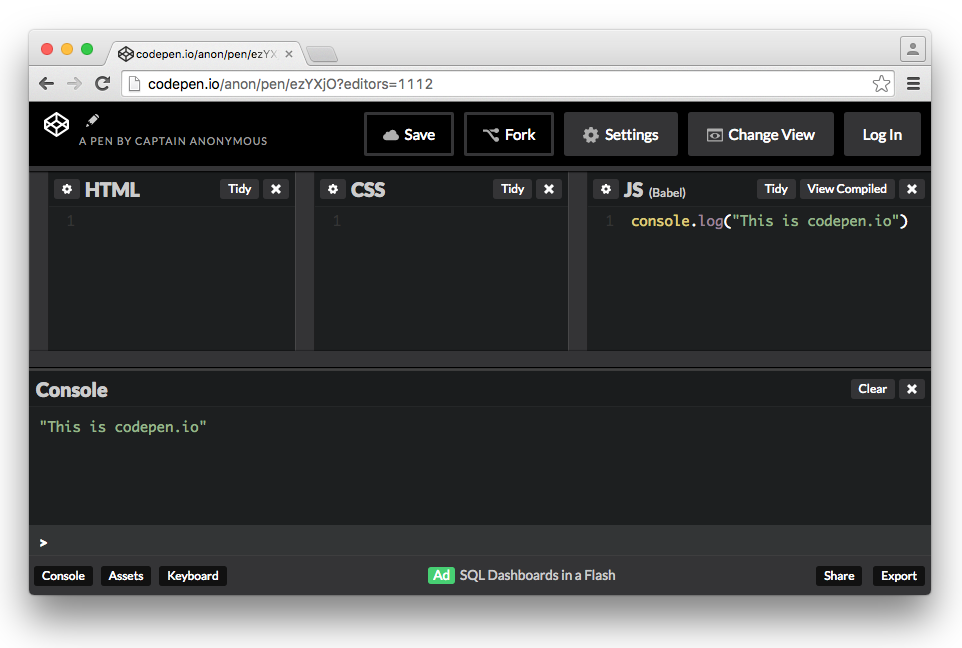 codepen.io/anon/pen/ezYX
codepen.io/anon/pen/ezYXjO?editors=1112
A PEN BY CAPTAIN ANONYMOUS
Save
Fork
Settings
Change View
Log In
HTML
Tidy
CSS
Tidy
JS (Babel)
Tidy
View Compiled
1
1
1 console.log("This is codepen.io")
Console
Clear
"This is codepen.io"
>
Console
Assets
Keyboard
Ad SQL Dashboards in a Flash
Share
Export